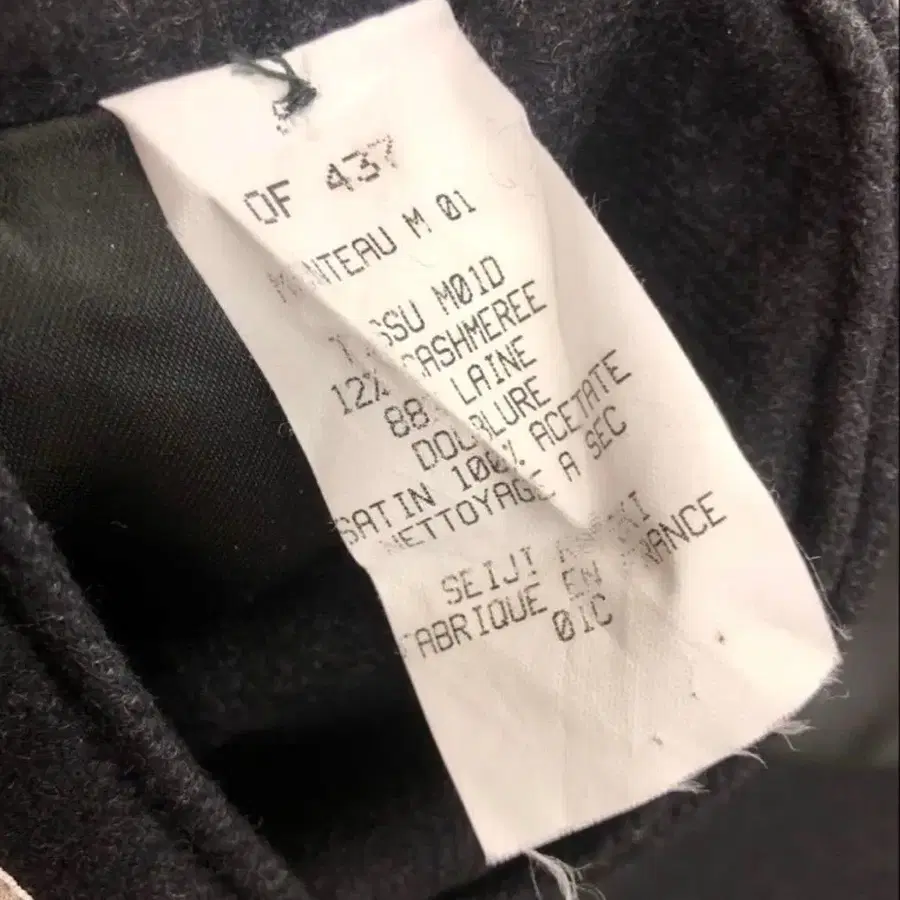 OF 437
MANTEAU M 01
TISSU M01D
12% CASHMEREE
88% LAINE
DOUBLURE
SATIN 100% ACETATE
NETTOYAGE A SEC
SEIJI
FABRIQUE EN FRANCE
01C